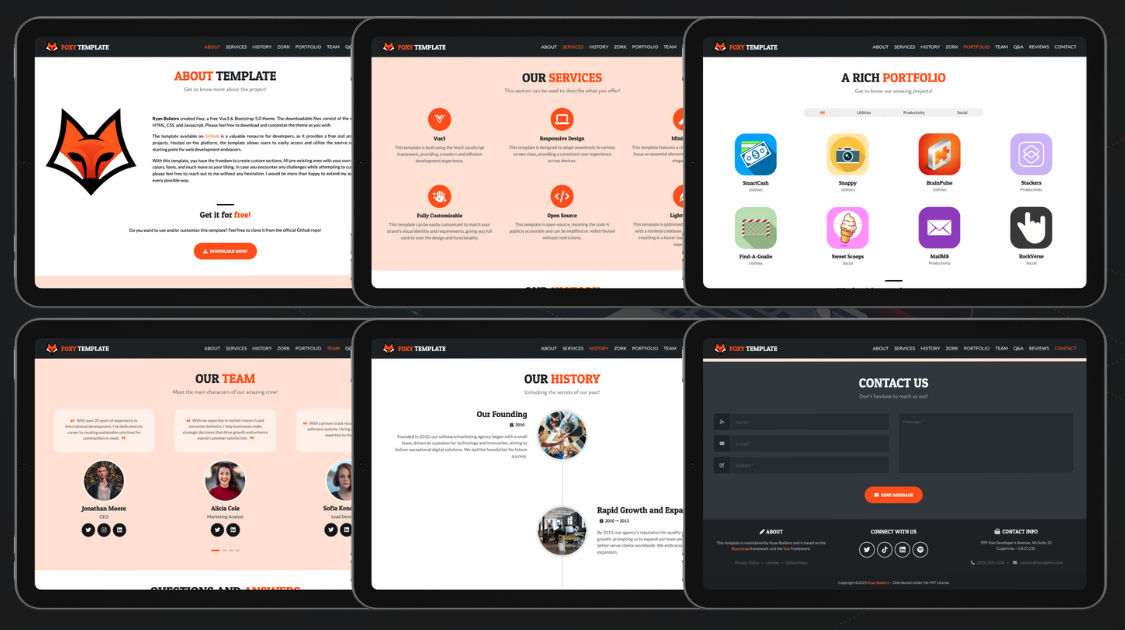 FOXY TEMPLATE
ABOUT SERVICES HISTORY ZORK PORTFOLIO TEAM
ABOUT TEMPLATE
Get to know more about the project!
Ryan Balieiro created Foxy, a free Vue3 & Bootstrap 5.0 theme. The downloadable files consist of the
HTML, CSS, and Javascript. Please feel free to download and customize the theme as you wish.
The template available on GitHub is a valuable resource for developers, as it provides a free and
projects. Hosted on the platform, the template allows users to easily access and utilize the source
starting point for web development endeavors.
With this template, you have the freedom to create custom sections, fill pre-existing ones with your own
colors, fonts, and much more to your liking. In case you encounter any challenges while attempting to
please feel free to reach out to me without any hesitation. I would be more than happy to extend my
every possible way.
Get it for free!
Do you want to use and/or customize this template? Feel free to clone it from the official Github repo!
DOWNLOAD NOW!
FOXY TEMPLATE
ABOUT SERVICES HISTORY ZORK PORTFOLIO TEAM
OUR SERVICES
This section can be used to describe what you offer!
Vue3
This template is built using the Vue3 JavaScript
framework, providing a modern and efficient
development experience.
Responsive Design
The template is designed to adapt seamlessly to various
screen sizes, providing a consistent user experience
across devices.
Mini
This template features a
focus on essential
Fully Customizable
This template can be easily customized to match your
brand's visual identity and requirements, giving you full
control over the design and functionality.
Open Source
This template is open-source, meaning the code is
publicly accessible and can be modified or redistributed
without restrictions.
Light
This template is optimized
with a minimal codebase
resulting in a faster
OUR HISTORY
FOXY TEMPLATE
ABOUT SERVICES HISTORY ZORK PORTFOLIO TEAM Q&A REVIEWS CONTACT
A RICH PORTFOLIO
Get to know our amazing projects!
All Utilities Productivity Social
SmartCash
Utilities
Snappy
Utilities
BrainPulse
Utilities
Stackers
Productivity
Find-A-Goalie
Utilities
Sweet Scoops
Social
MailMB
Productivity
RockVerse
Social
FOXY TEMPLATE
ABOUT SERVICES HISTORY ZORK PORTFOLIO TEAM
OUR TEAM
Meet the main characters of our amazing crew!
With over 25 years of experience in
international development, I've dedicated my
career to creating sustainable solutions for
communities in need.
Jonathan Moore
CEO
With my expertise in market research and
consumer behavior, I help businesses make
strategic decisions that drive growth and enhance
overall customer satisfaction.
Alicia Cole
Marketing Analyst
With a proven track
software systems, I bring
expertise to the
Sofia
Lead
QUESTIONS AND ANSWERS
FOXY TEMPLATE
ABOUT SERVICES HISTORY ZORK PORTFOLIO TEAM
OUR HISTORY
Unlocking the secrets of our past!
Our Founding
2010
Founded in 2010, our software marketing agency began with a small
team, driven by a passion for technology and innovation, aiming to
deliver exceptional digital solutions. We laid the foundation for future
success.
Rapid Growth and Expa
2010 → 2013
By 2013, our agency's reputation for quality
growth, prompting us to expand our team
better serve clients worldwide. We embraced
expansion.
FOXY TEMPLATE
ABOUT SERVICES HISTORY ZORK PORTFOLIO TEAM Q&A REVIEWS CONTACT
CONTACT US
Don't hesitate to reach us out!
Name *
E-mail *
Subject *
Message *
SEND MESSAGE
ABOUT
This template is maintained by Ryan Balieiro and is based on the
Bootstrap framework and the Vue framework.
Privacy Policy • License • Github Repo
CONNECT WITH US
CONTACT INFO
999 Vue Developer's Avenue, AA Suite 12
Cupertino - CA 01234
Copyright ©2023 Ryan Balieiro - Distributed Under the MIT License